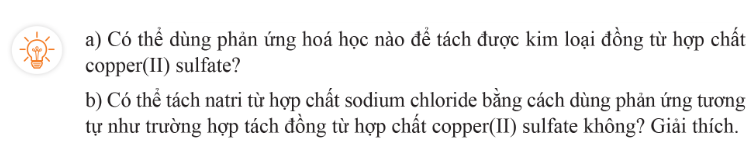 a) Có thể dùng phản ứng hoá học nào để tách được kim loại đồng từ hợp chất
copper(II) sulfate?
b) Có thể tách natri từ hợp chất sodium chloride bằng cách dùng phản ứng tương
tự như trường hợp tách đồng từ hợp chất copper(II) sulfate không? Giải thích.